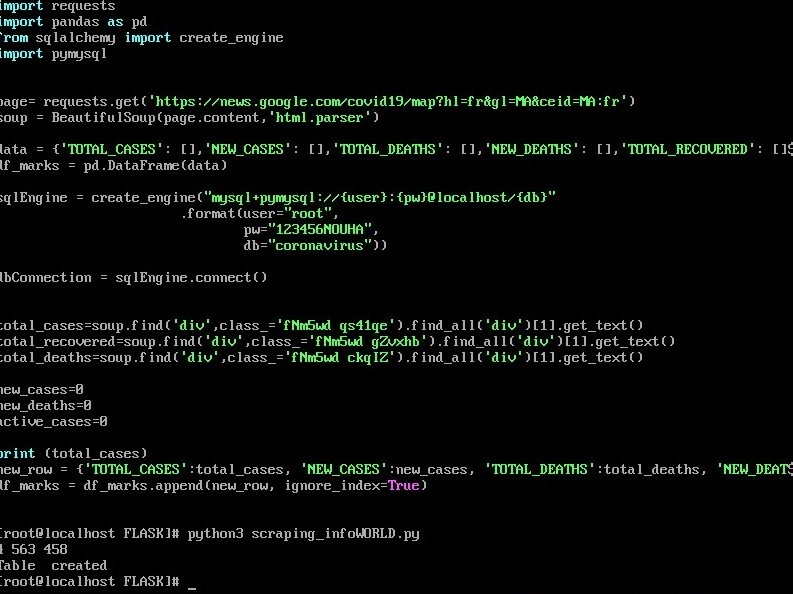 import requests
import pandas as pd
from sqlalchemy import create_engine
import pymysql
page= requests.get('https://news.google.com/covid19/map?hl=fr&gl=MA&ceid=MA:fr')
soup = BeautifulSoup(page.content,'html.parser')
data = {'TOTAL_CASES': [],'NEW_CASES': [],'TOTAL_DEATHS': [],'NEW_DEATHS': [],'TOTAL_RECOVERED': []$
df_marks = pd.DataFrame(data)
sqlEngine = create_engine("mysql+pymysql://{user}:{pw}@localhost/{db}"
.format(user="root",
pw="123456NOUHA",
db="coronavirus"))
dbConnection = sqlEngine.connect()
total_cases=soup.find('div',class_='fNm5wd qs41qe').find_all('div')[1].get_text()
total_recovered=soup.find('div',class_='fNm5wd gZvxhb').find_all('div')[1].get_text()
total_deaths=soup.find('div',class_='fNm5wd ckqIZ').find_all('div')[1].get_text()
new_cases=0
new_deaths=0
active_cases=0
print (total_cases)
new_row = {'TOTAL_CASES':total_cases, 'NEW_CASES':new_cases, 'TOTAL_DEATHS':total_deaths, 'NEW_DEAT$
df_marks = df_marks.append(new_row, ignore_index=True)
[root@localhost FLASK]# python3 scraping_infoWORLD.py
563 458
Table  created
[root@localhost FLASK]# _